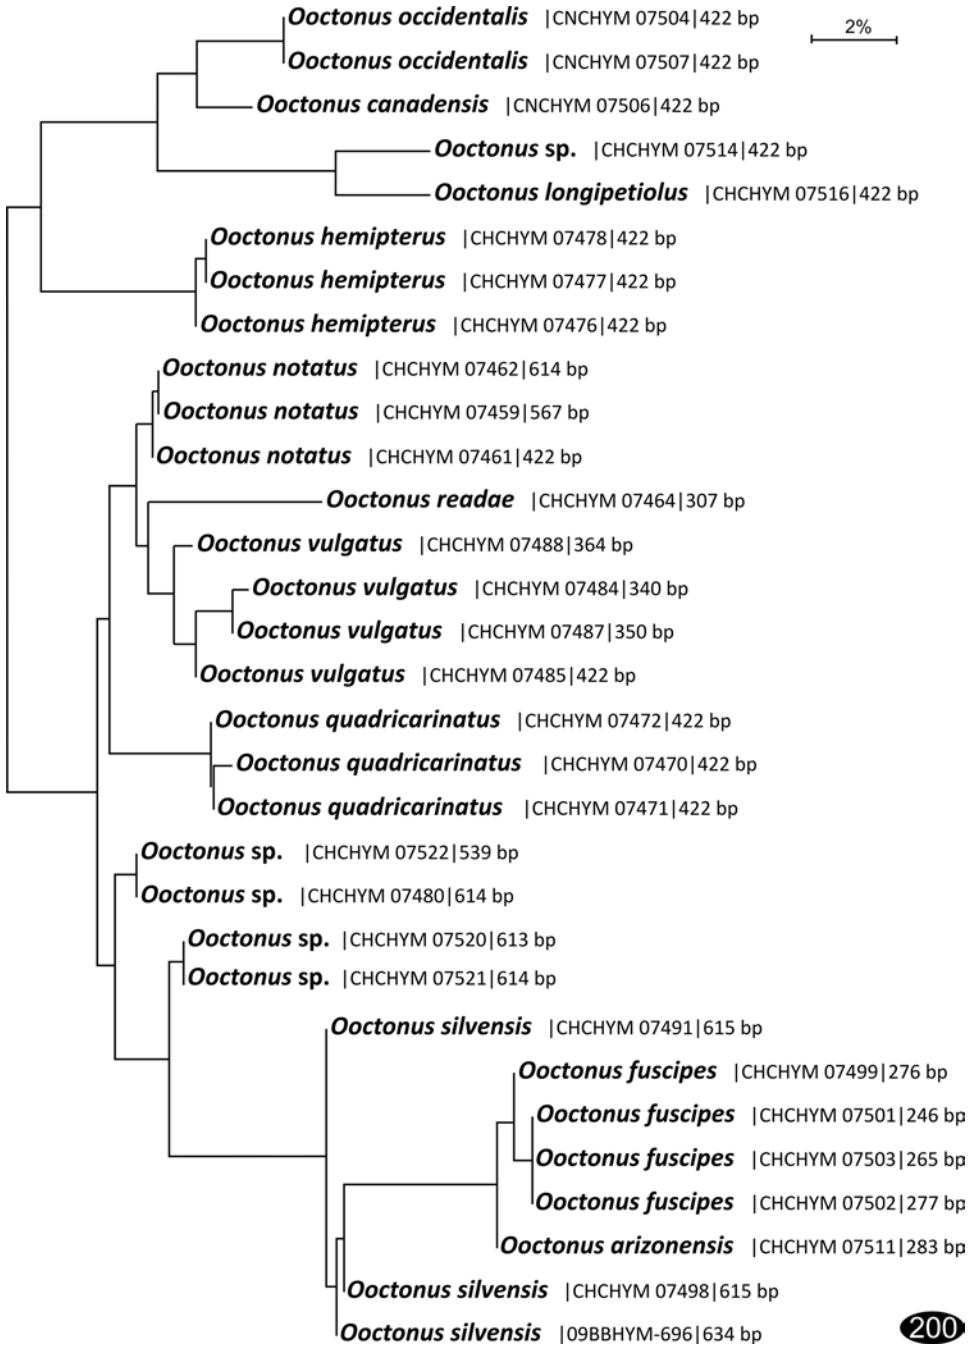 Ooctonus occidentalis |CNCHYM 07504|422 bp
2%
Ooctonus occidentalis |CNCHYM 07507|422 bp
Ooctonus canadensis |CNCHYM 07506|422 bp
Ooctonus sp. |CHCHYM 07514|422 bp
Ooctonus longipetiolus |CHCHYM 07516|422 bp
Ooctonus hemipterus |CHCHYM 07478|422 bp
Ooctonus hemipterus |CHCHYM 07477|422 bp
Ooctonus hemipterus |CHCHYM 07476|422 bp
Ooctonus notatus |CHCHYM 07462|614 bp
Ooctonus notatus |CHCHYM 07459|567 bp
Ooctonus notatus |CHCHYM 07461|422 bp
Ooctonus readae |CHCHYM 07464|307 bp
Ooctonus vulgatus |CHCHYM 07488|364 bp
Ooctonus vulgatus |CHCHYM 07484|340 bp
Ooctonus vulgatus |CHCHYM 07487|350 bp
Ooctonus vulgatus |CHCHYM 07485|422 bp
Ooctonus quadricarinatus |CHCHYM 07472|422 bp
Ooctonus quadricarinatus |CHCHYM 07470|422 bp
Ooctonus quadricarinatus |CHCHYM 07471|422 bp
Ooctonus sp. |CHCHYM 07522|539 bp
Ooctonus sp. |CHCHYM 07480|614 bp
Ooctonus sp. |CHCHYM 07520|613 bp
Ooctonus sp. |CHCHYM 07521|614 bp
Ooctonus silvensis |CHCHYM 07491|615 bp
Ooctonus fuscipes |CHCHYM 07499|276 bp
Ooctonus fuscipes |CHCHYM 07501|246 bp
Ooctonus fuscipes |CHCHYM 07503|265 bp
Ooctonus fuscipes |CHCHYM 07502|277 bp
Ooctonus arizonensis |CHCHYM 07511|283 bp
Ooctonus silvensis |CHCHYM 07498|615 bp
Ooctonus silvensis |09BBHYM-696|634 bp
200